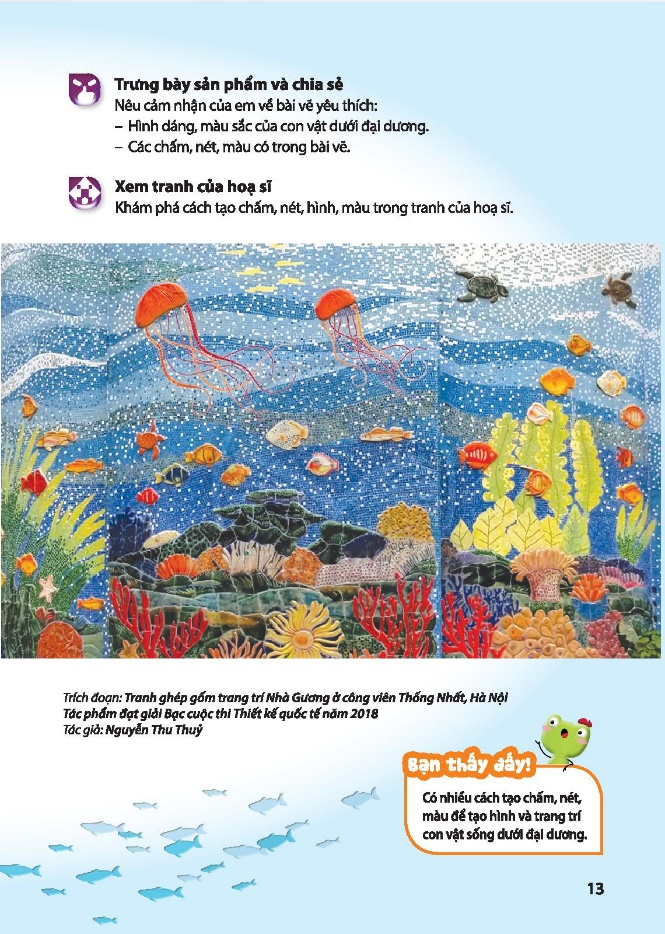 Trưng bày sản phẩm và chia sẻ
Nêu cảm nhận của em về bài vẽ yêu thích:
– Hình dáng, màu sắc của con vật dưới đại dương.
– Các chấm, nét, màu có trong bài vẽ.
Xem tranh của hoạ sĩ
Khám phá cách tạo chấm, nét, hình, màu trong tranh của hoạ sĩ.
Trích đoạn: Tranh ghép gốm trang trí Nhà Gương ở công viên Thống Nhất, Hà Nội
Tác phẩm đạt giải Bạc cuộc thi Thiết kế quốc tế năm 2018
Tác giả: Nguyễn Thu Thuỷ
Bạn thấy đấy!
Có nhiều cách tạo chấm, nét,
màu để tạo hình và trang trí
con vật sống dưới đại dương.
13